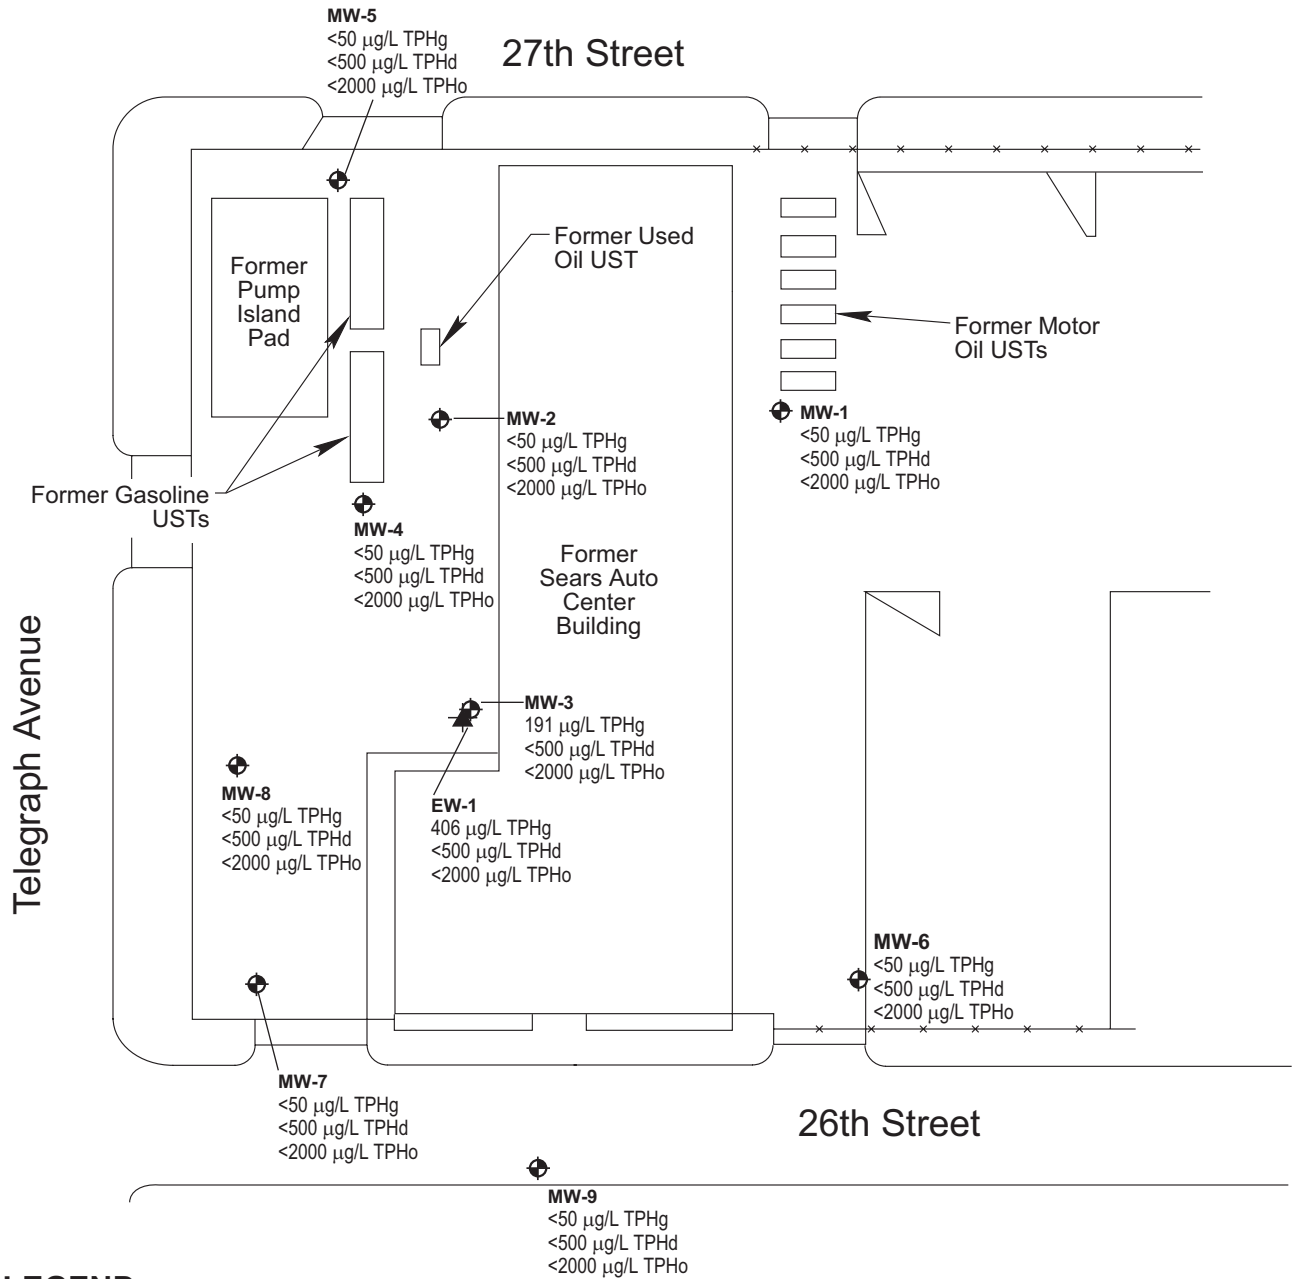 MW-5
<50 µg/L TPHg
<500 µg/L TPHd
<2000 µg/L TPHo
27th Street
Former
Pump
Island
Pad
Former Used
Oil UST
Former Motor
Oil USTs
MW-2
<50 µg/L TPHg
<500 µg/L TPHd
<2000 µg/L TPHo
MW-1
<50 µg/L TPHg
<500 µg/L TPHd
<2000 µg/L TPHo
Former Gasoline
USTs
MW-4
<50 µg/L TPHg
<500 µg/L TPHd
<2000 µg/L TPHo
Former
Sears Auto
Center
Building
Telegraph Avenue
MW-3
191 µg/L TPHg
<500 µg/L TPHd
<2000 µg/L TPHo
MW-8
<50 µg/L TPHg
<500 µg/L TPHd
<2000 µg/L TPHo
EW-1
406 µg/L TPHg
<500 µg/L TPHd
<2000 µg/L TPHo
MW-6
<50 µg/L TPHg
<500 µg/L TPHd
<2000 µg/L TPHo
MW-7
<50 µg/L TPHg
<500 µg/L TPHd
<2000 µg/L TPHo
26th Street
MW-9
<50 µg/L TPHg
<500 µg/L TPHd
<2000 µg/L TPHo